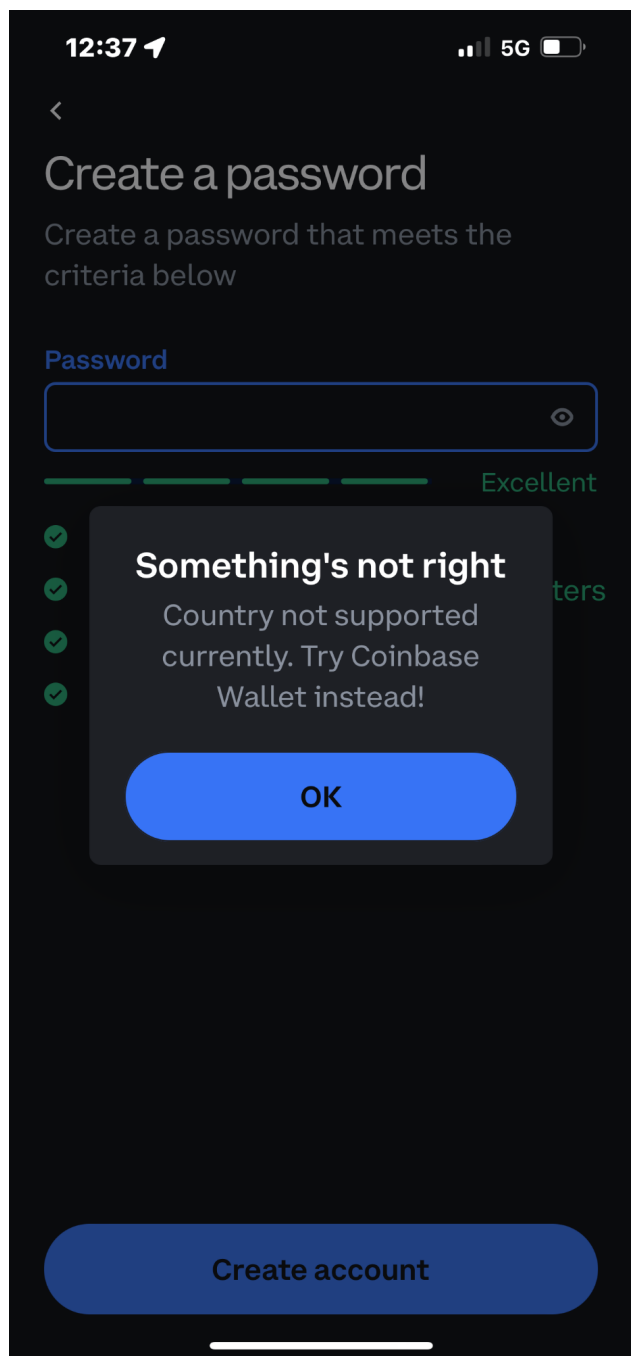 12:37
5G
Create a password
Create a password that meets the
criteria below
Password
Excellent
Something's not right
ters
Country not supported
currently. Try Coinbase
Wallet instead!
OK
Create account